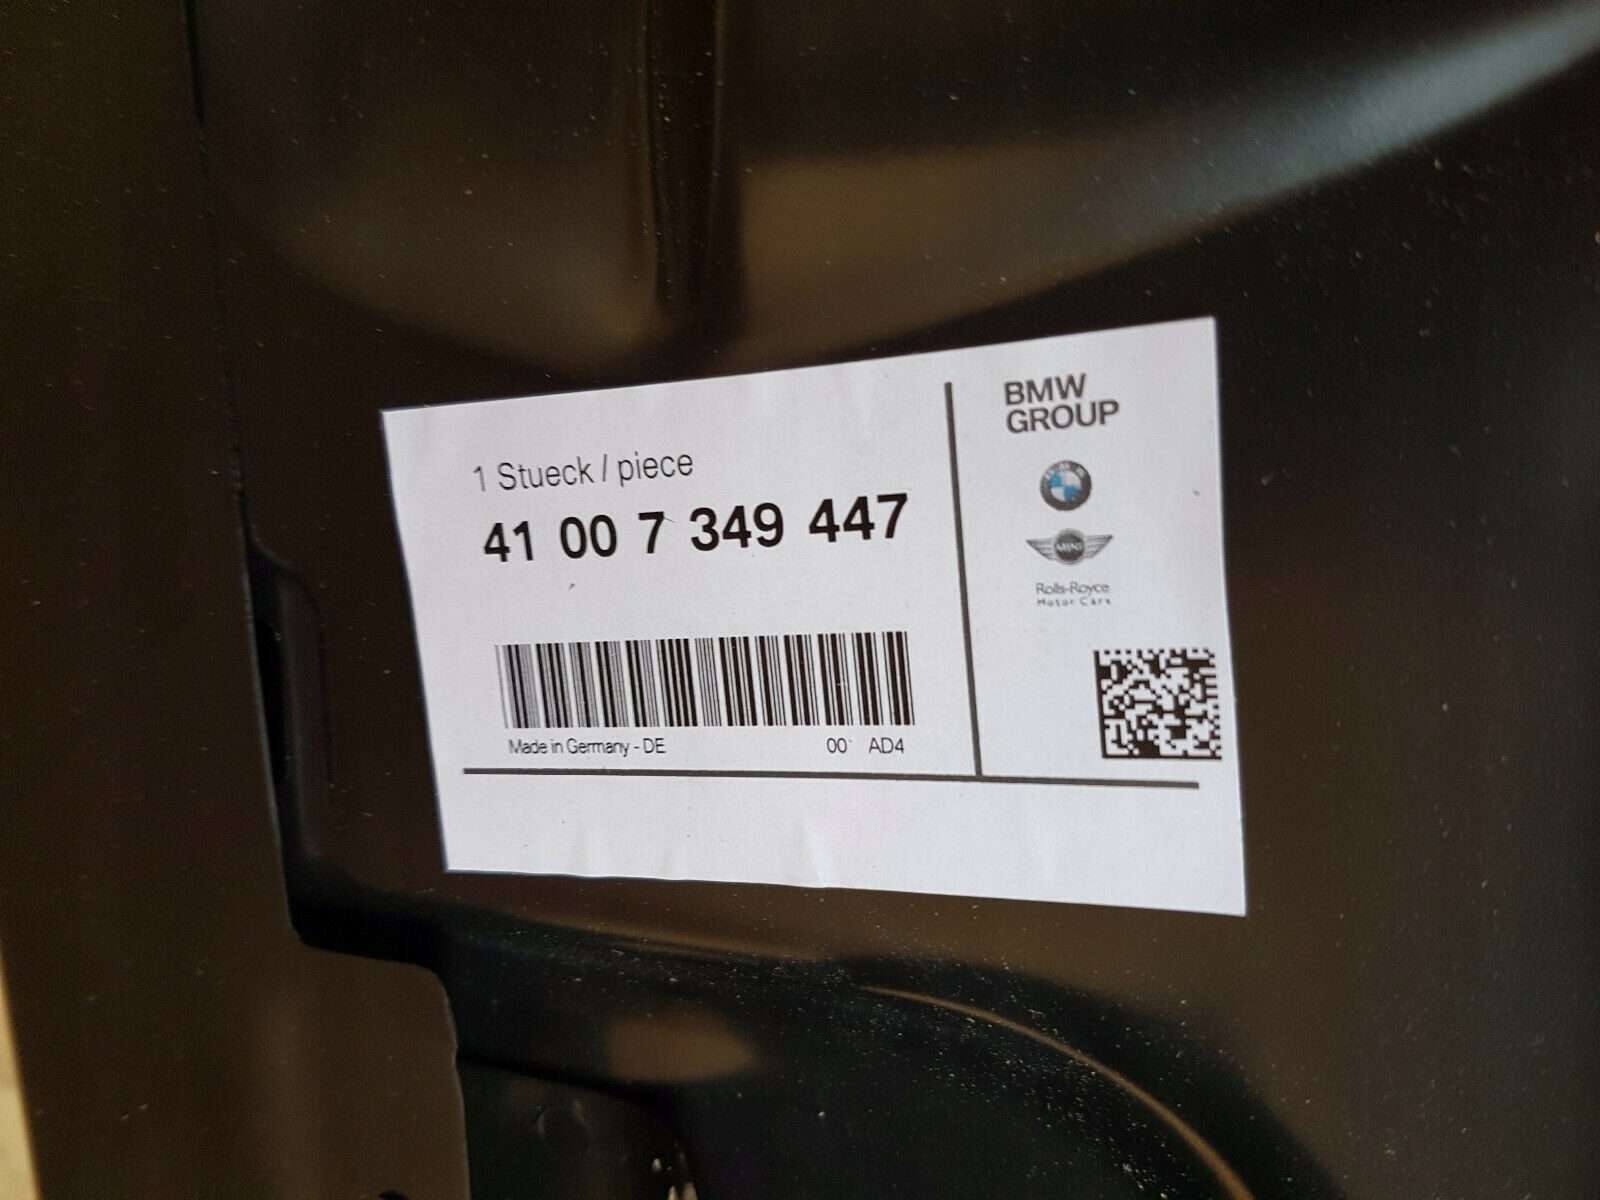 1 Stueck / piece
41 00 7 349 447
Made in Germany - DE
00 AD4
BMW
GROUP
BMW
MINI
Rolls-Royce
Motor Cars